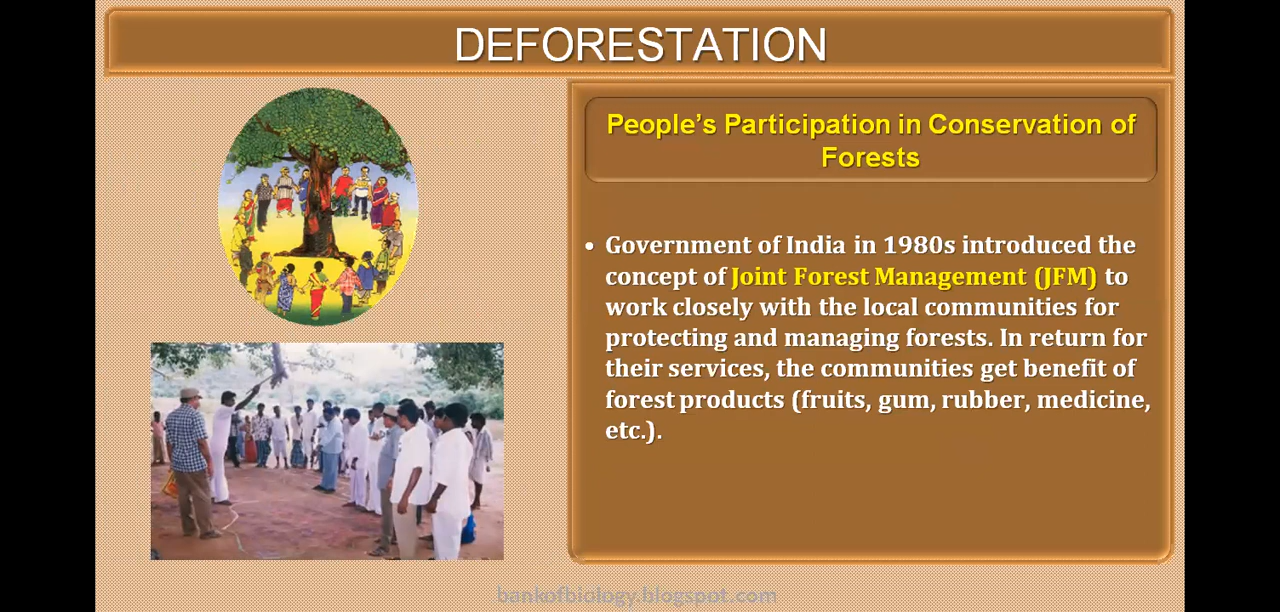 DEFORESTATION
People’s Participation in Conservation of
Forests
• Government of India in 1980s introduced the
concept of Joint Forest Management (JFM) to
work closely with the local communities for
protecting and managing forests. In return for
their services, the communities get benefit of
forest products (fruits, gum, rubber, medicine,
etc.).
bankofbiology.blogspot.com